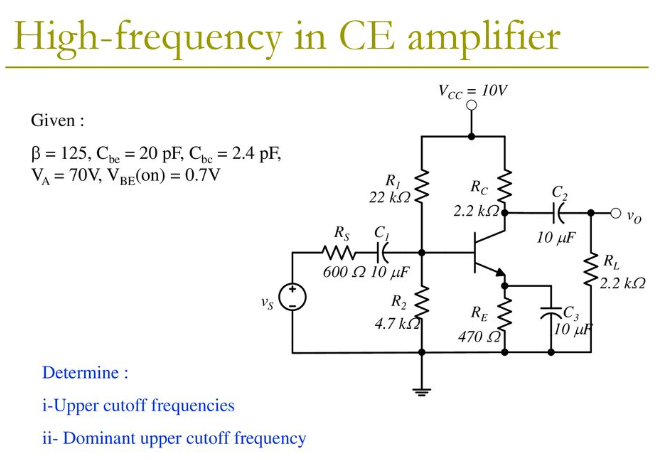 High-frequency in CE amplifier
Given :
β = 125, Cbe = 20 pF, Cbc = 2.4 pF,
VA = 70V, VBE(on) = 0.7V
VCC = 10V
R1
22 kΩ
RC
2.2 kΩ
C2
10 μF
vO
RS
C1
600 Ω 10 μF
RL
2.2 kΩ
vS
R2
4.7 kΩ
RE
470 Ω
C3
10 μF
Determine :
i-Upper cutoff frequencies
ii- Dominant upper cutoff frequency